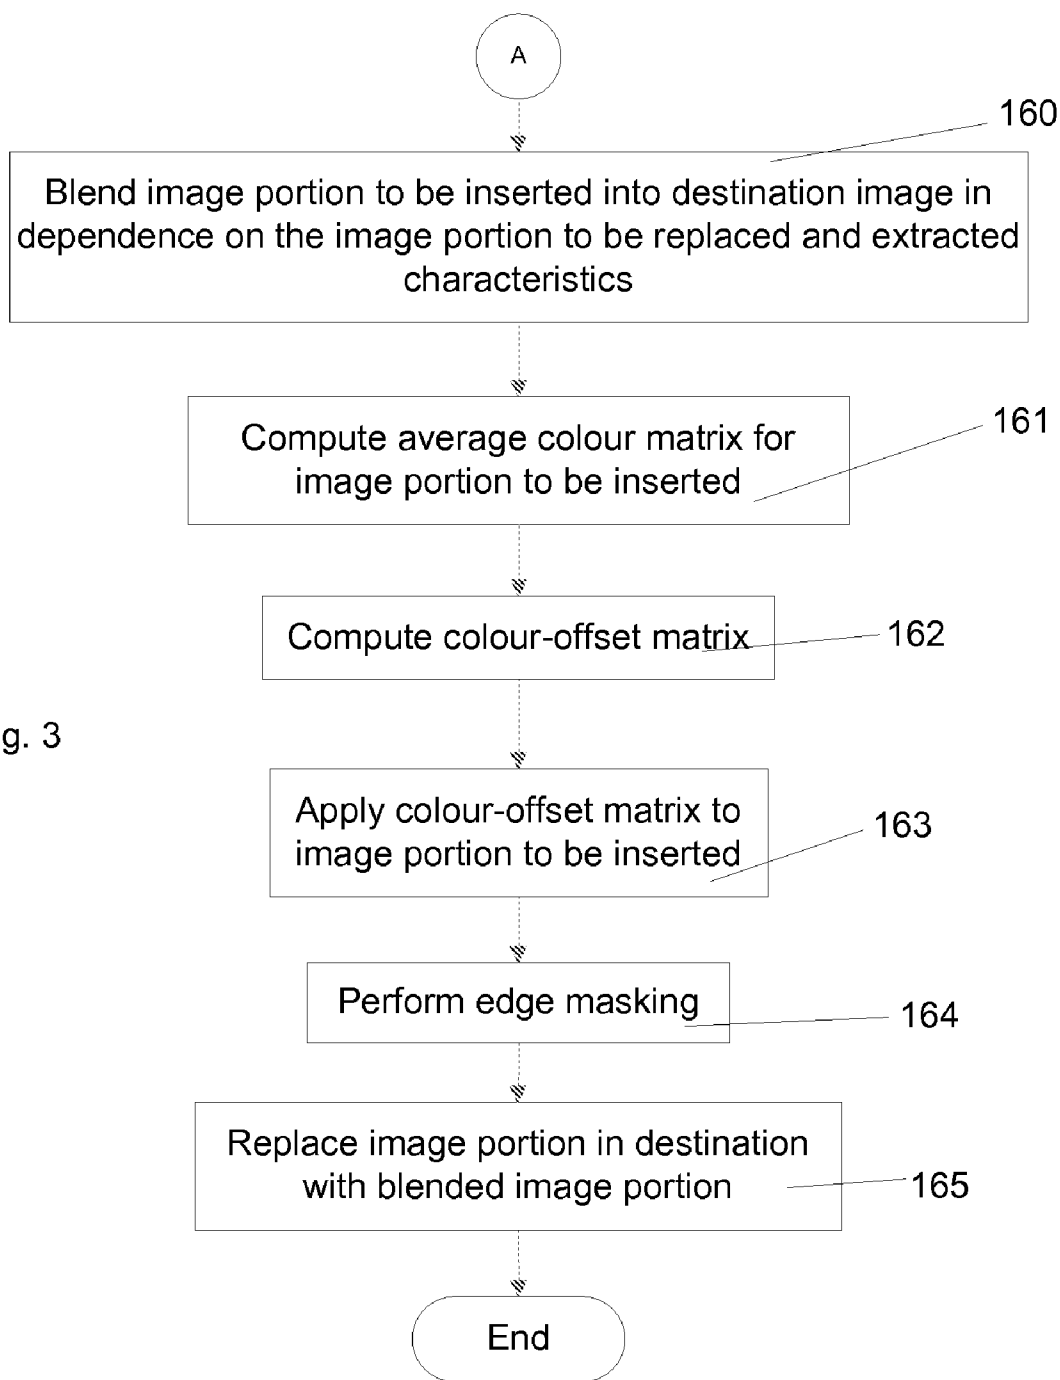 A
160
Blend image portion to be inserted into destination image in
dependence on the image portion to be replaced and extracted
characteristics
161
Compute average colour matrix for
image portion to be inserted
Compute colour-offset matrix
162
g. 3
Apply colour-offset matrix to
image portion to be inserted
163
Perform edge masking
164
Replace image portion in destination
with blended image portion
165
End